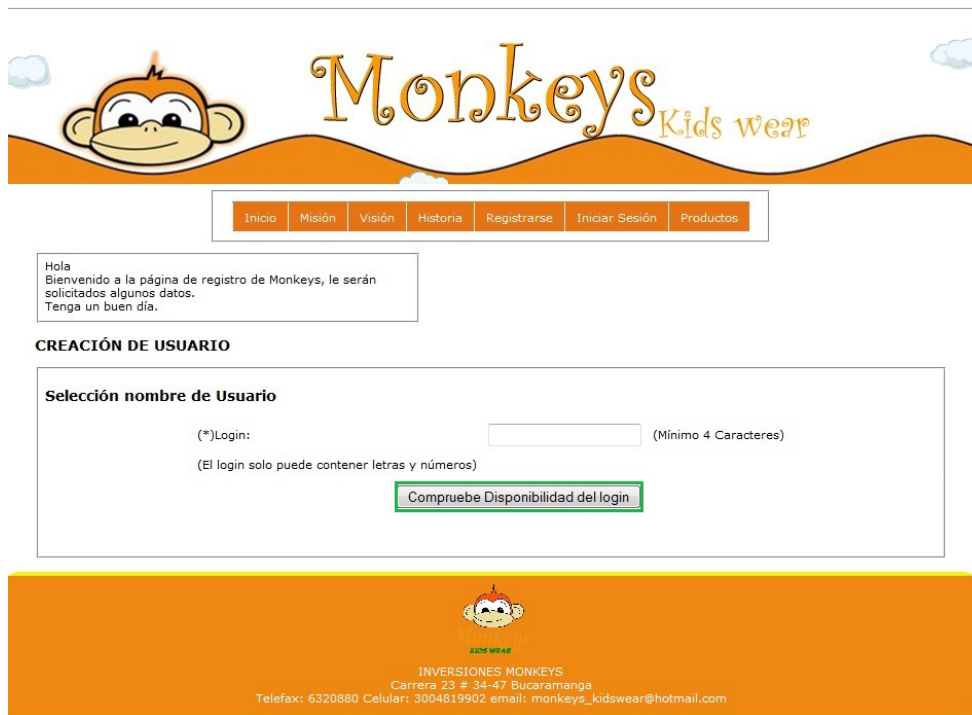 Monkeys
Kids wear
Inicio Misión Visión Historia Registrarse Iniciar Sesión Productos
Hola
Bienvenido a la página de registro de Monkeys, le serán
solicitados algunos datos.
Tenga un buen día.
CREACIÓN DE USUARIO
Selección nombre de Usuario
(*)Login: (Mínimo 4 Caracteres)
(El login solo puede contener letras y números)
Compruebe Disponibilidad del login
Monkeys
KIDS WEAR
INVERSIONES MONKEYS
Carrera 23 # 34-47 Bucaramanga
Telefax: 6320880 Celular: 3004819902 email: monkeys_kidswear@hotmail.com